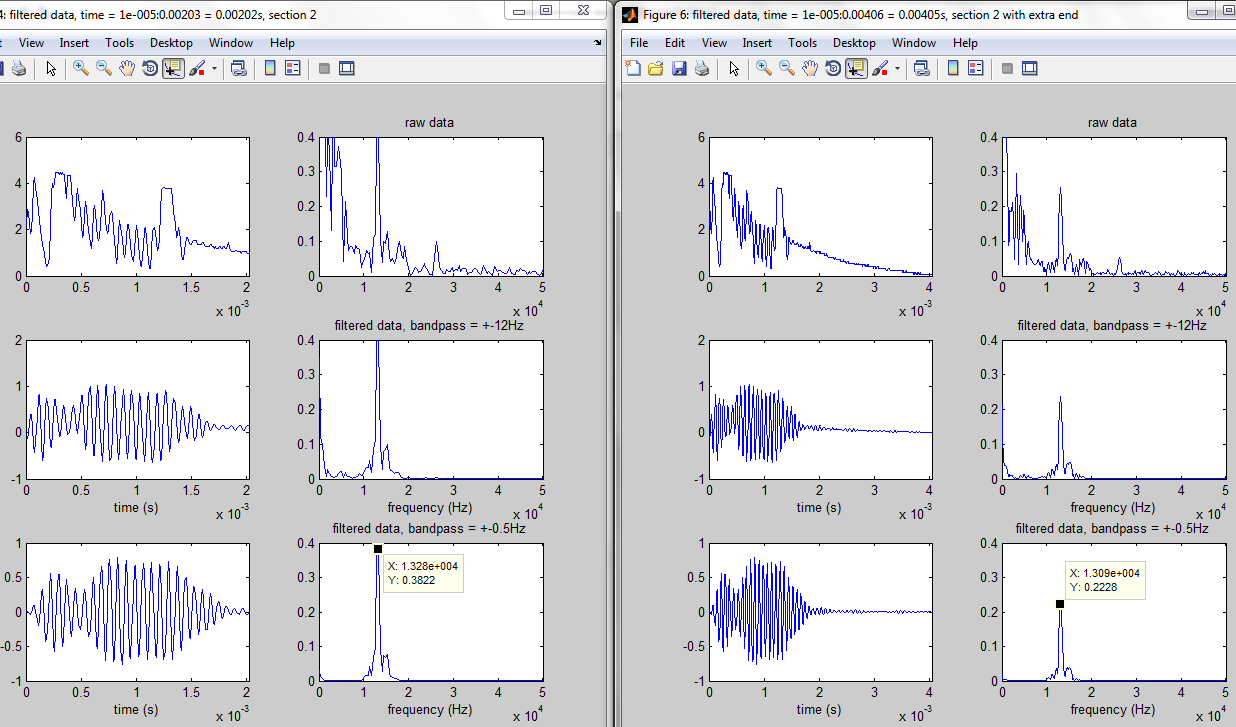 4: filtered data, time = 1e-005:0.00203 = 0.00202s, section 2
t View Insert Tools Desktop Window Help
raw data
6
4
2
0
0 0.5 1 1.5 2
x 10^-3
0.4
0.3
0.2
0.1
0
0 1 2 3 4 5
x 10^4
filtered data, bandpass = +-12Hz
2
1
0
-1
0 0.5 1 1.5 2
time (s)
x 10^-3
0.4
0.3
0.2
0.1
0
0 1 2 3 4 5
frequency (Hz)
x 10^4
filtered data, bandpass = +-0.5Hz
1
0.5
0
-0.5
-1
0 0.5 1 1.5 2
time (s)
x 10^-3
0.4
0.3
0.2
0.1
0
X: 1.328e+004
Y: 0.3822
0 1 2 3 4 5
frequency (Hz)
x 10^4
Figure 6: filtered data, time = 1e-005:0.00406 = 0.00405s, section 2 with extra end
File Edit View Insert Tools Desktop Window Help
raw data
6
4
2
0
0 1 2 3 4
x 10^-3
0.4
0.3
0.2
0.1
0
0 1 2 3 4 5
x 10^4
filtered data, bandpass = +-12Hz
2
1
0
-1
0 1 2 3 4
time (s)
x 10^-3
0.4
0.3
0.2
0.1
0
0 1 2 3 4 5
frequency (Hz)
x 10^4
filtered data, bandpass = +-0.5Hz
1
0.5
0
-0.5
-1
0 1 2 3 4
time (s)
x 10^-3
0.4
0.3
0.2
0.1
0
X: 1.309e+004
Y: 0.2228
0 1 2 3 4 5
frequency (Hz)
x 10^4